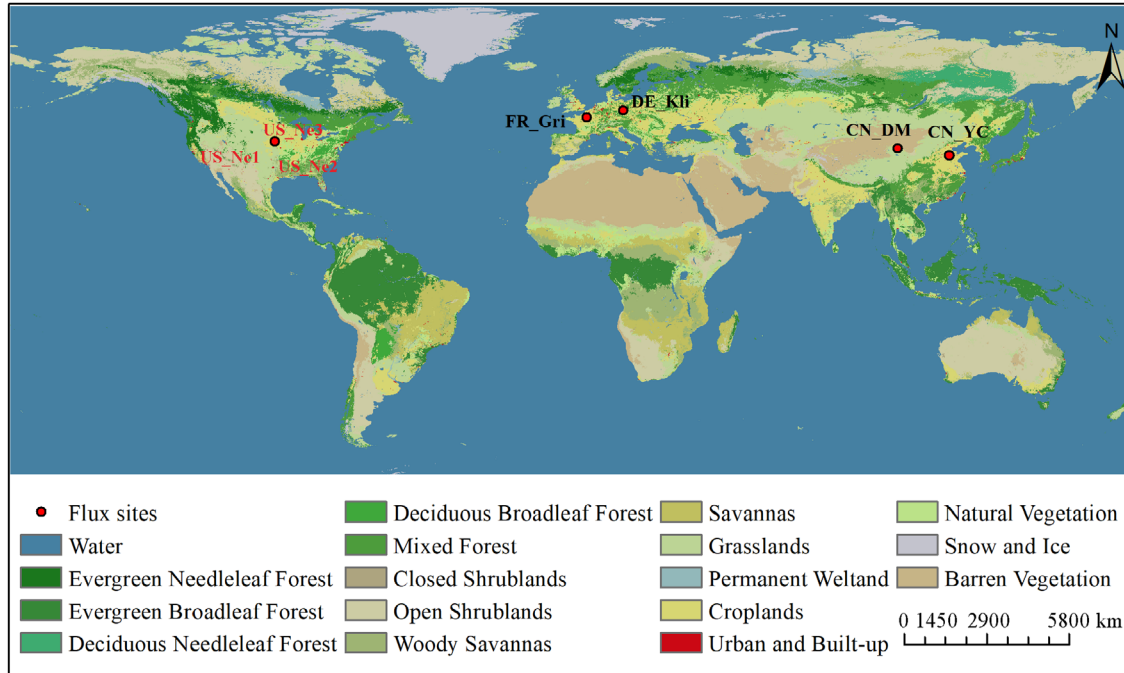 N
US_Ne3
US_Ne1
US_Ne2
FR_Gri
DE_Kli
CN_DM
CN_YC
Flux sites
Water
Evergreen Needleleaf Forest
Evergreen Broadleaf Forest
Deciduous Needleleaf Forest
Deciduous Broadleaf Forest
Mixed Forest
Closed Shrublands
Open Shrublands
Woody Savannas
Savannas
Grasslands
Permanent Weltand
Croplands
Urban and Built-up
Natural Vegetation
Snow and Ice
Barren Vegetation
0 1450 2900 5800 km